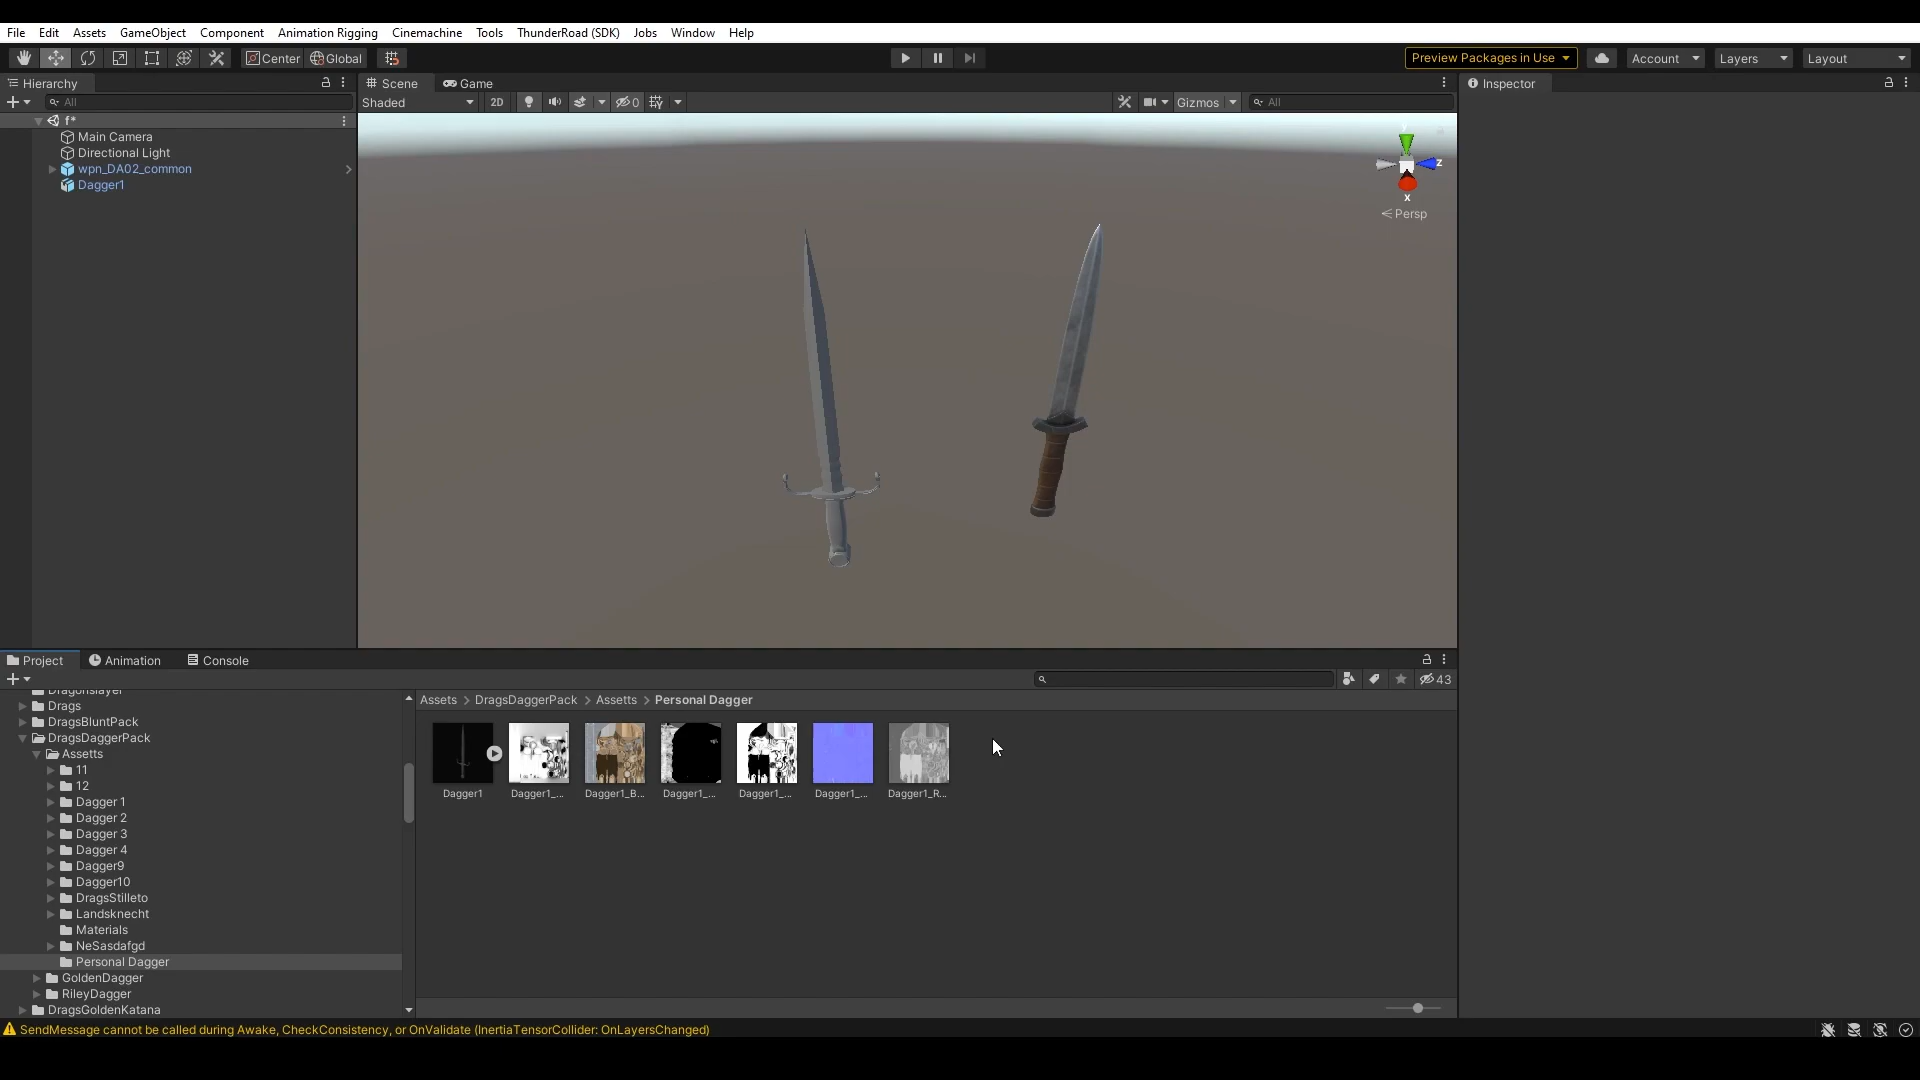 File Edit Assets GameObject Component Animation Rigging Cinemachine Tools ThunderRoad (SDK) Jobs Window Help
Center Global Preview Packages in Use Account Layers Layout
Hierarchy Scene Game Inspector
All Shaded 2D 0 Gizmos All
f*
Main Camera
Directional Light
wpn_DA02_common
Dagger1
z
x
Persp
Project Animation Console
43
Dragonslayer
Drags
DragsBluntPack
DragsDaggerPack
Assetts
11
12
Dagger 1
Dagger 2
Dagger 3
Dagger 4
Dagger9
Dagger10
DragsStilleto
Landsknecht
Materials
NeSasdafgd
Personal Dagger
GoldenDagger
RileyDagger
DragsGoldenKatana
Assets > DragsDaggerPack > Assetts > Personal Dagger
Dagger1 Dagger1_... Dagger1_B... Dagger1_... Dagger1_... Dagger1_... Dagger1_R...
SendMessage cannot be called during Awake, CheckConsistency, or OnValidate (InertiaTensorCollider: OnLayersChanged)